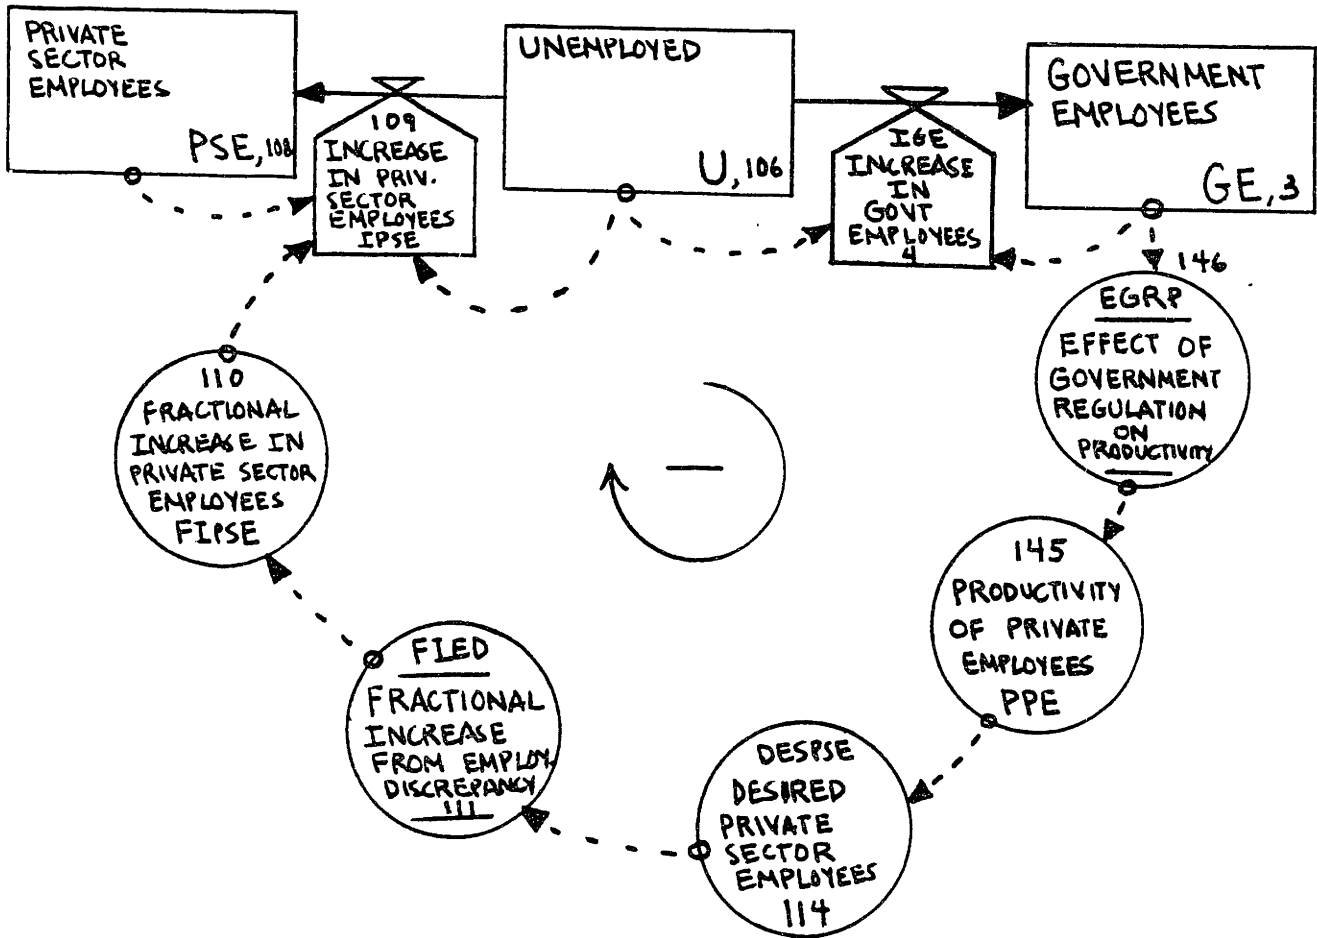 PRIVATE
SECTOR
EMPLOYEES
PSE, 108
109
INCREASE
IN PRIV.
SECTOR
EMPLOYEES
IPSE
UNEMPLOYED
U, 106
IGE
INCREASE
IN
GOVT
EMPLOYEES
4
GOVERNMENT
EMPLOYEES
GE, 3
146
EGRP
EFFECT OF
GOVERNMENT
REGULATION
ON
PRODUCTIVITY
145
PRODUCTIVITY
OF PRIVATE
EMPLOYEES
PPE
DESPSE
DESIRED
PRIVATE
SECTOR
EMPLOYEES
114
FIED
FRACTIONAL
INCREASE
FROM EMPLOY.
DISCREPANCY
111
110
FRACTIONAL
INCREASE IN
PRIVATE SECTOR
EMPLOYEES
FIPSE
—